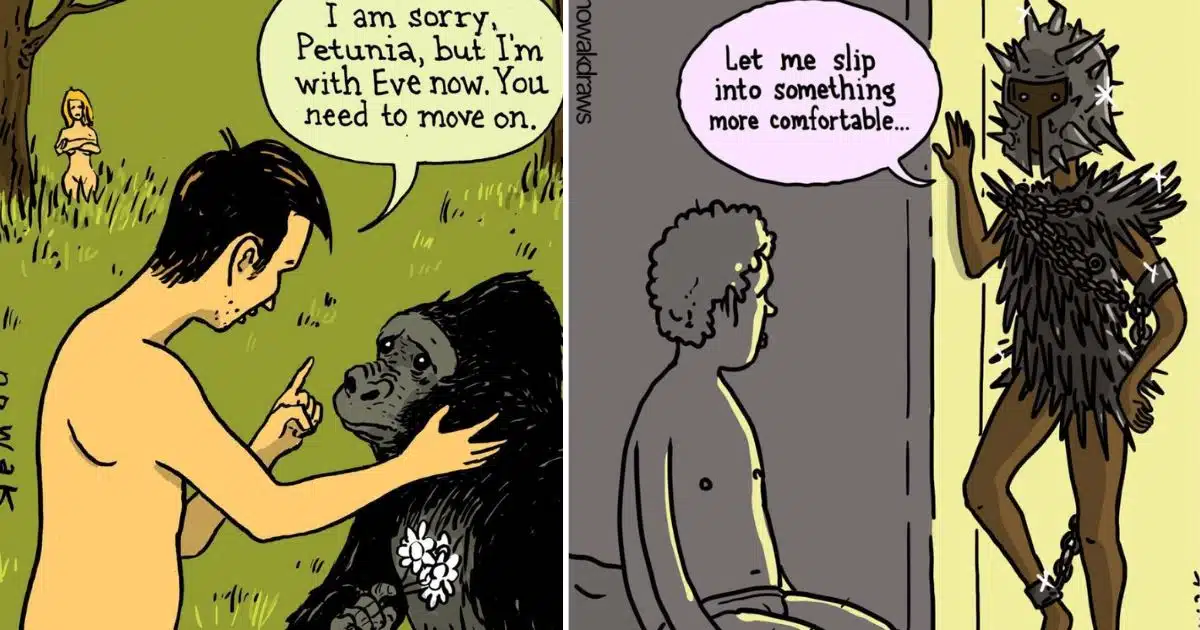 I am sorry,
Petunia, but I'm
with Eve now. You
need to move on.
nowak
nowakdraws
Let me slip
into something
more comfortable...